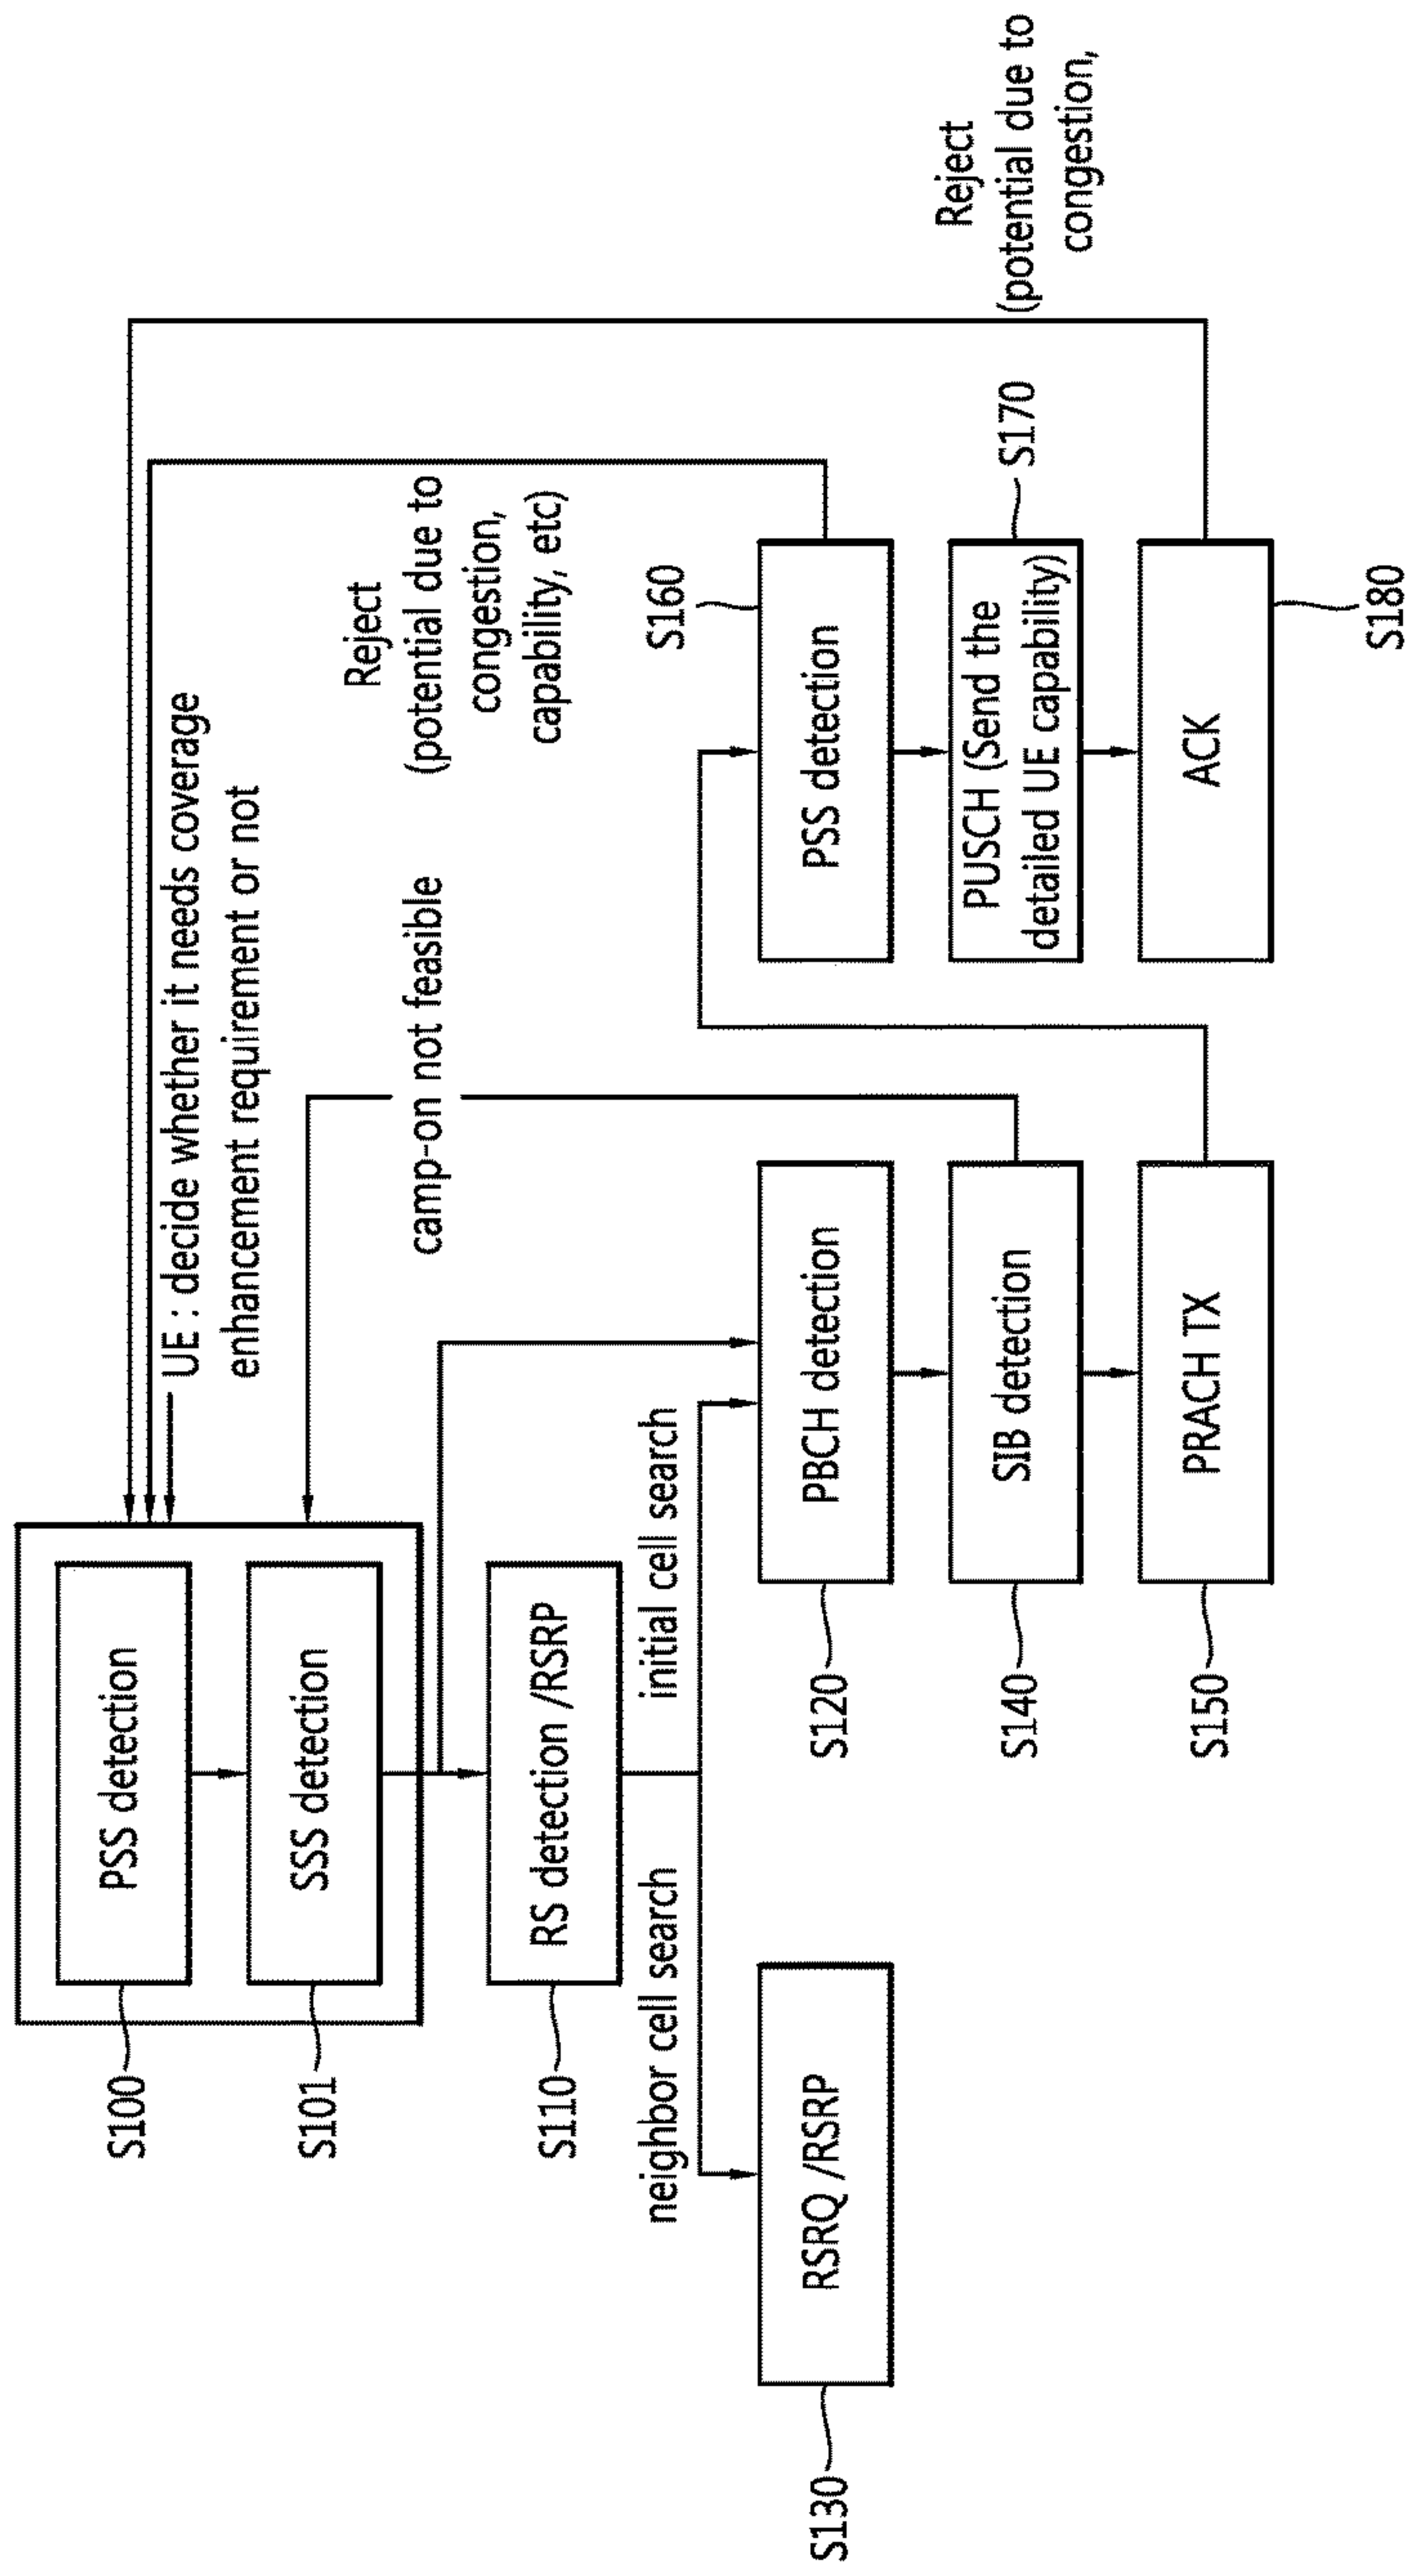 UE : decide whether it needs coverage
enhancement requirement or not
S100
PSS detection
S101
SSS detection
camp-on not feasible
Reject
(potential due to
congestion,
capability, etc)
Reject
(potential due to
congestion,
S110
RS detection /RSRP
neighbor cell search
initial cell search
S130
RSRQ /RSRP
S120
PBCH detection
S140
SIB detection
S150
PRACH TX
S160
PSS detection
S170
PUSCH (Send the
detailed UE capability)
ACK
S180